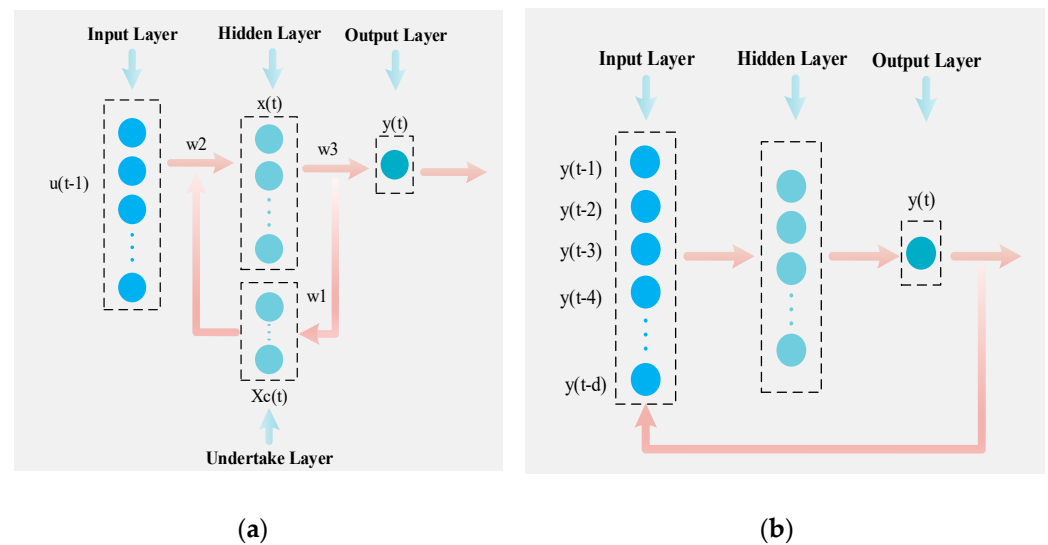 Input Layer
Hidden Layer
Output Layer
x(t)
y(t)
w2
w3
u(t-1)
w1
Xc(t)
Undertake Layer
(a)
Input Layer
Hidden Layer
Output Layer
y(t-1)
y(t-2)
y(t-3)
y(t-4)
y(t-d)
y(t)
(b)